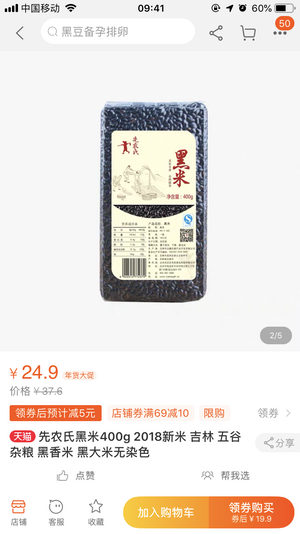 中国移动
09:41
60%
黑豆备孕排卵
50
先农氏
黑米
净含量：400g
2/5
¥24.9 年货大促
价格 ¥37.6
领券后预计减5元 店铺券满69减10 限购 领券
天猫 先农氏黑米400g 2018新米 吉林 五谷
杂粮 黑香米 黑大米无染色
分享
点赞 帮我选
店铺 客服 收藏
加入购物车
领券购买
券后 ¥19.9